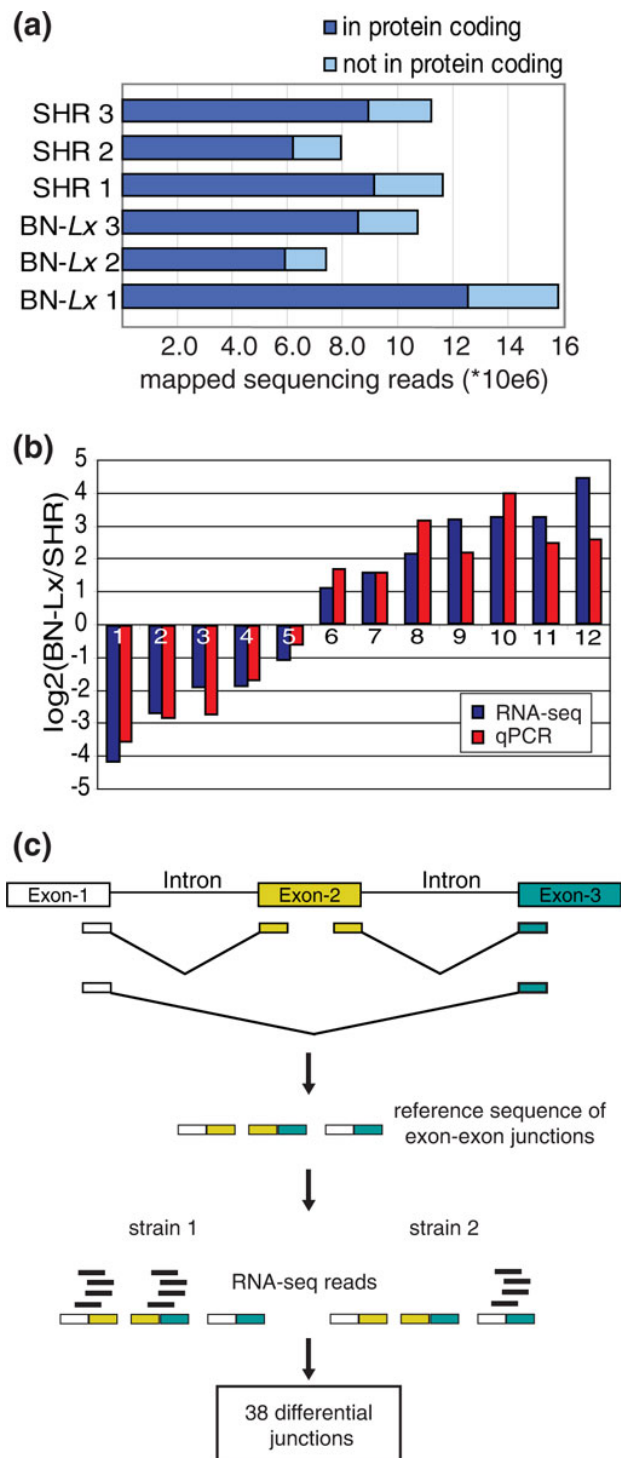 (a)
in protein coding
not in protein coding
SHR 3
SHR 2
SHR 1
BN-Lx 3
BN-Lx 2
BN-Lx 1
2.0 4.0 6.0 8.0 10 12 14 16
mapped sequencing reads (*10e6)
(b)
log2(BN-Lx/SHR)
5
4
3
2
1
0
-1
-2
-3
-4
-5
1 2 3 4 5 6 7 8 9 10 11 12
RNA-seq
qPCR
(c)
Exon-1 Intron Exon-2 Intron Exon-3
reference sequence of
exon-exon junctions
strain 1 strain 2
RNA-seq reads
38 differential
junctions